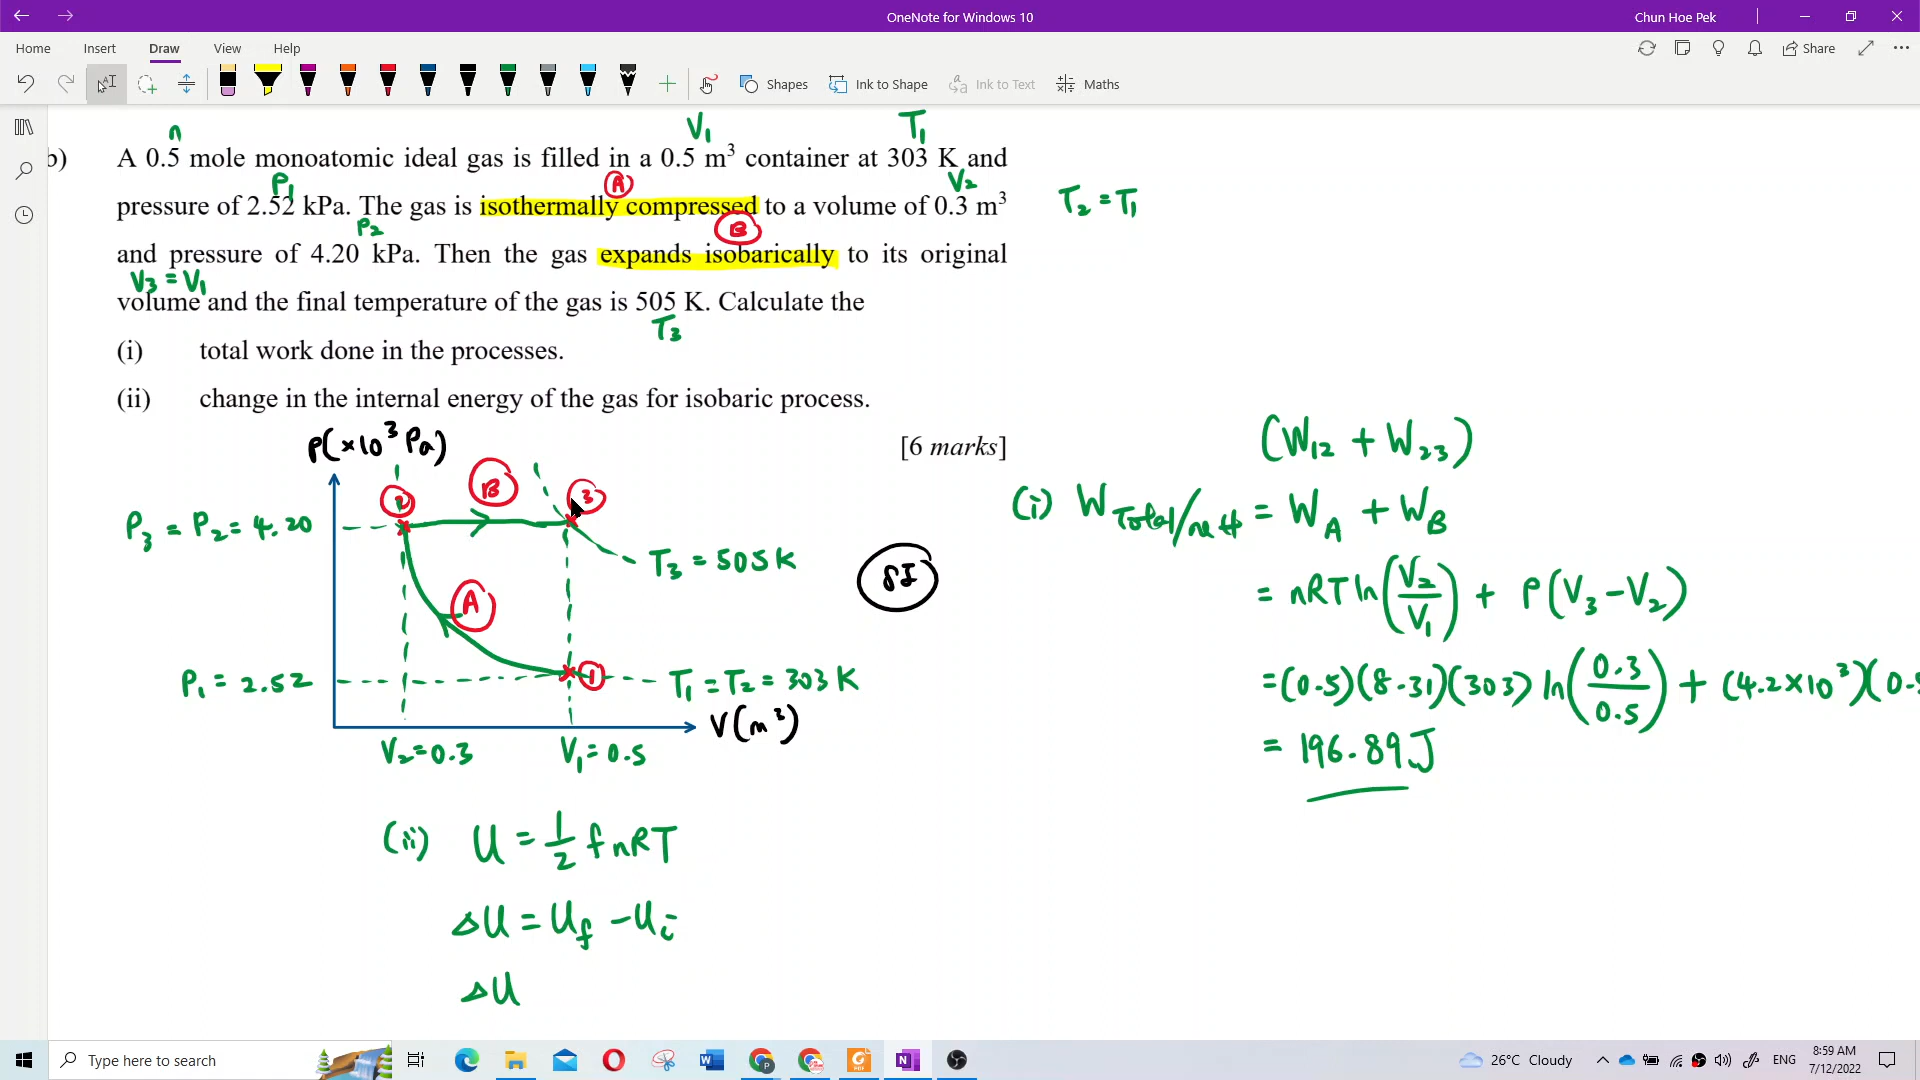 OneNote for Windows 10
Chun Hoe Pek
Home Insert Draw View Help
Share
Shapes Ink to Shape Ink to Text Maths
n V₁ T₁
b) A 0.5 mole monoatomic ideal gas is filled in a 0.5 m³ container at 303 K and
P₁ A V₂
pressure of 2.52 kPa. The gas is isothermally compressed to a volume of 0.3 m³
T₂ = T₁
P₂ B
and pressure of 4.20 kPa. Then the gas expands isobarically to its original
V₃ = V₁
volume and the final temperature of the gas is 505 K. Calculate the
T₃
(i) total work done in the processes.
(ii) change in the internal energy of the gas for isobaric process.
[6 marks]
P(×10³ Pa)
2 B 3
P₃ = P₂ = 4.20
T₃ = 505K
SI
A
P₁ = 2.52
1
T₁ = T₂ = 303 K
V(m³)
V₂ = 0.3 V₁ = 0.5
(ii) U = 1/2 f nRT
ΔU = U_f - U_i
ΔU
(W₁₂ + W₂₃)
(i) W Total/nett = W_A + W_B
= nRT ln(V₂/V₁) + P(V₃-V₂)
= (0.5)(8.31)(303) ln(0.3/0.5) + (4.2×10³)(0.5
= 196.89 J
Type here to search
26°C Cloudy
ENG
8:59 AM
7/12/2022